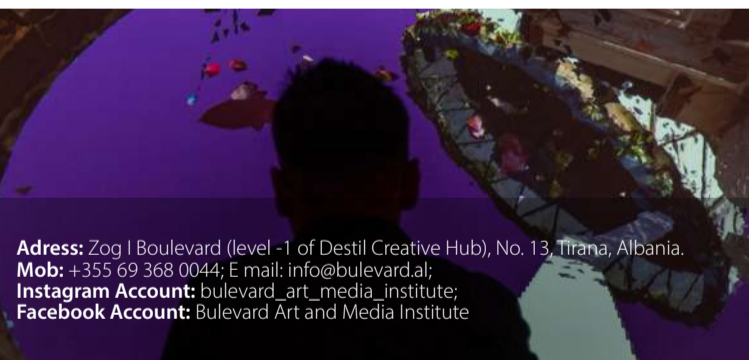 Adress: Zog I Boulevard (level -1 of Destil Creative Hub), No. 13, Tirana, Albania.
Mob: +355 69 368 0044; E mail: info@bulevard.al;
Instagram Account: bulevard_art_media_institute;
Facebook Account: Bulevard Art and Media Institute